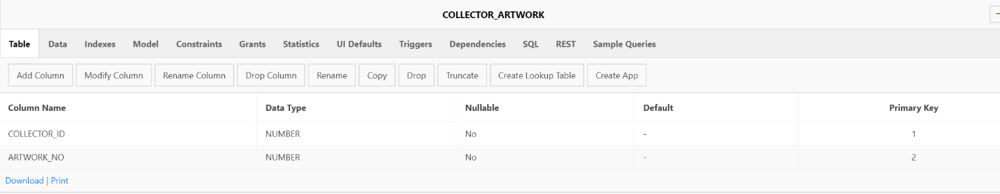 COLLECTOR_ARTWORK
Table Data Indexes Model Constraints Grants Statistics UI Defaults Triggers Dependencies SQL REST Sample Queries
Add Column Modify Column Rename Column Drop Column Rename Copy Drop Truncate Create Lookup Table Create App
Column Name Data Type Nullable Default Primary Key
COLLECTOR_ID NUMBER No - 1
ARTWORK_NO NUMBER No - 2
Download | Print